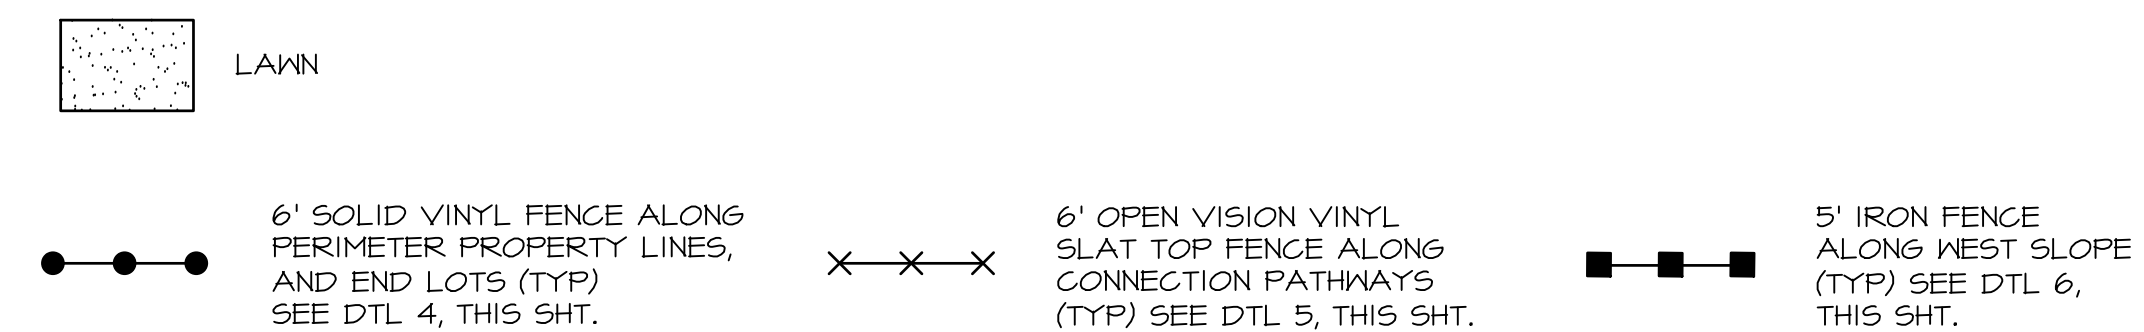 LAWN
6' SOLID VINYL FENCE ALONG
PERIMETER PROPERTY LINES,
AND END LOTS (TYP)
SEE DTL 4, THIS SHT.
6' OPEN VISION VINYL
SLAT TOP FENCE ALONG
CONNECTION PATHWAYS
(TYP) SEE DTL 5, THIS SHT.
5' IRON FENCE
ALONG WEST SLOPE
(TYP) SEE DTL 6,
THIS SHT.